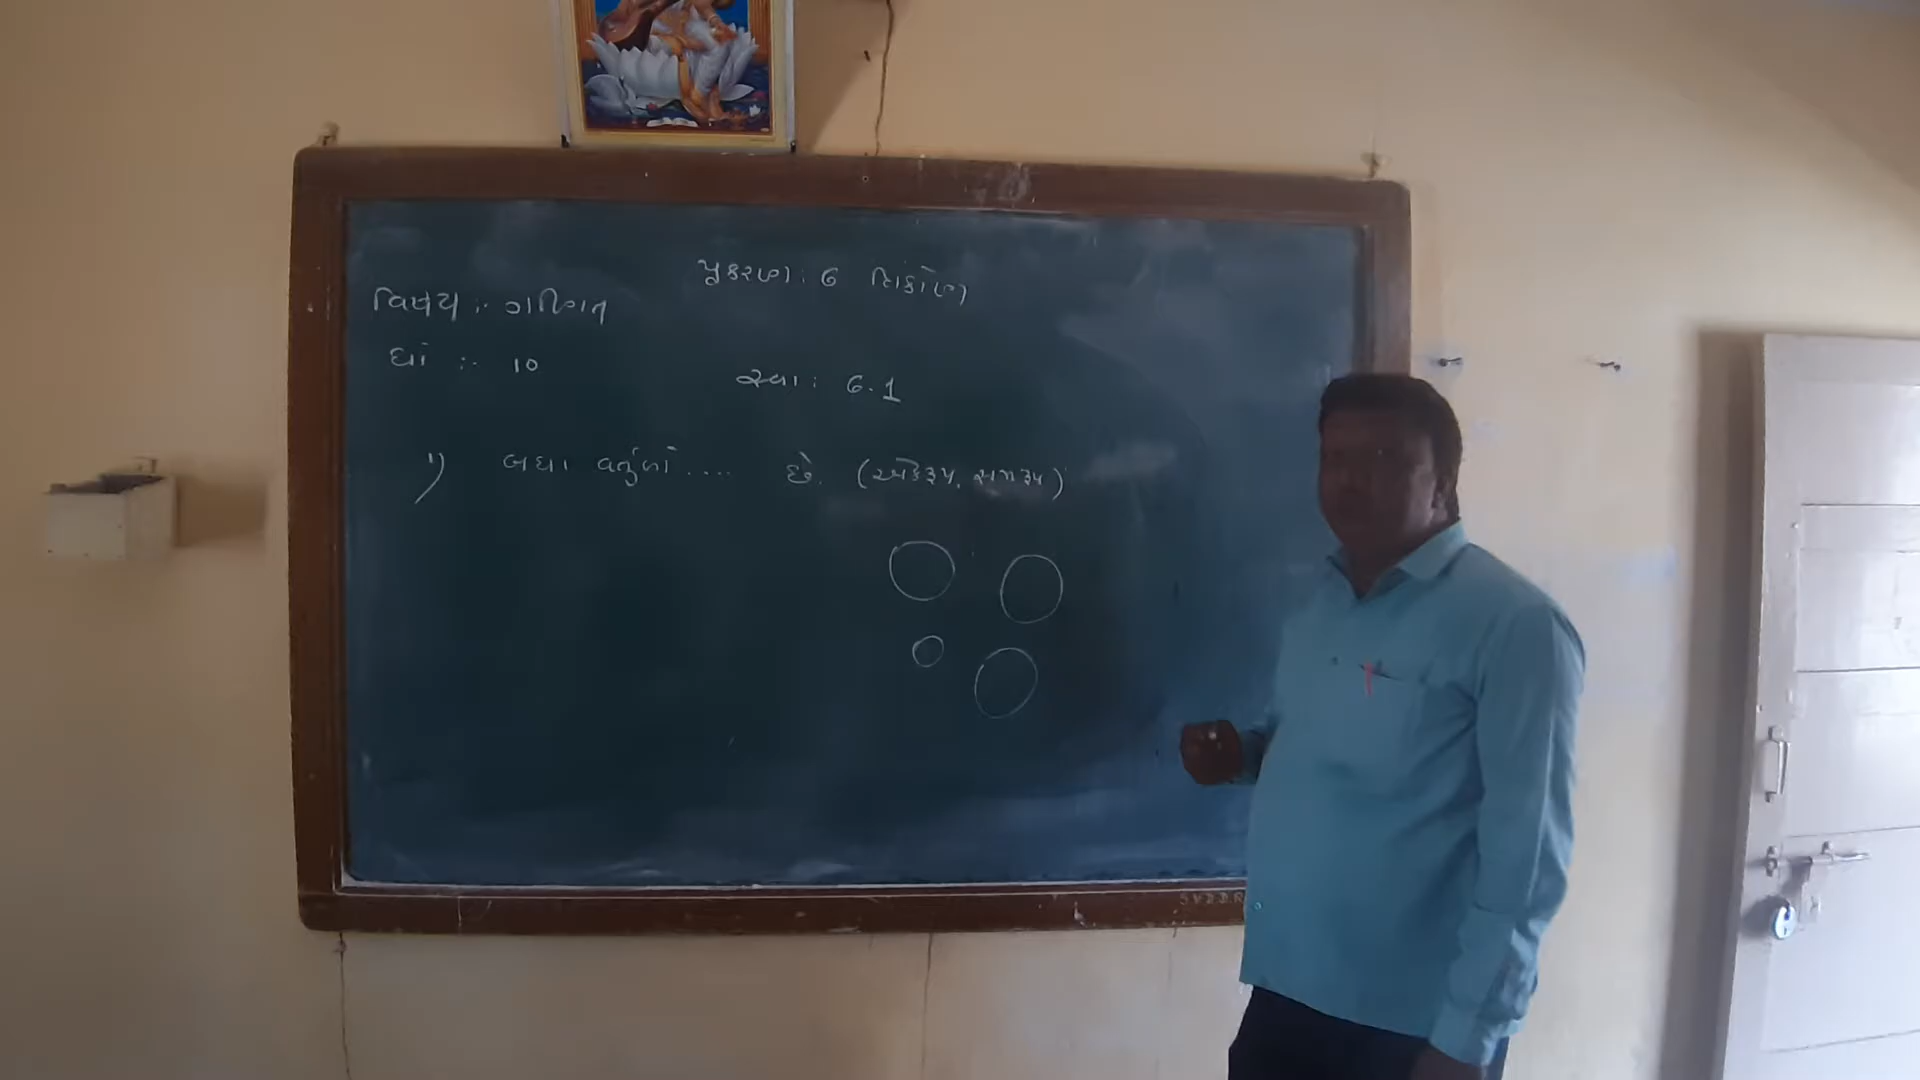 પ્રકરણ : 6 ત્રિકોણ
વિષય :- ગણિત
ધો :- 10
સ્વા : 6.1
1) બધા વર્તુળો .... છે. (એકરૂપ, સમરૂપ)